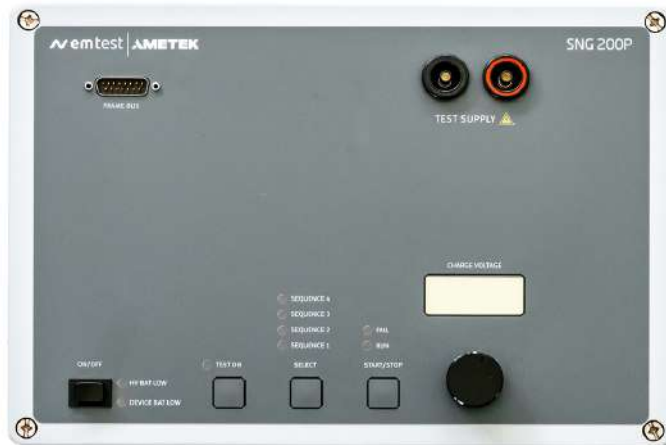 emtest AMETEK
SNG 200P
FRAME BUS
TEST SUPPLY
CHARGE VOLTAGE
SEQUENCE 4
SEQUENCE 3
SEQUENCE 2
SEQUENCE 1
FAIL
RUN
ON/OFF
TEST ON
SELECT
START/STOP
HV BAT LOW
DEVICE BAT LOW